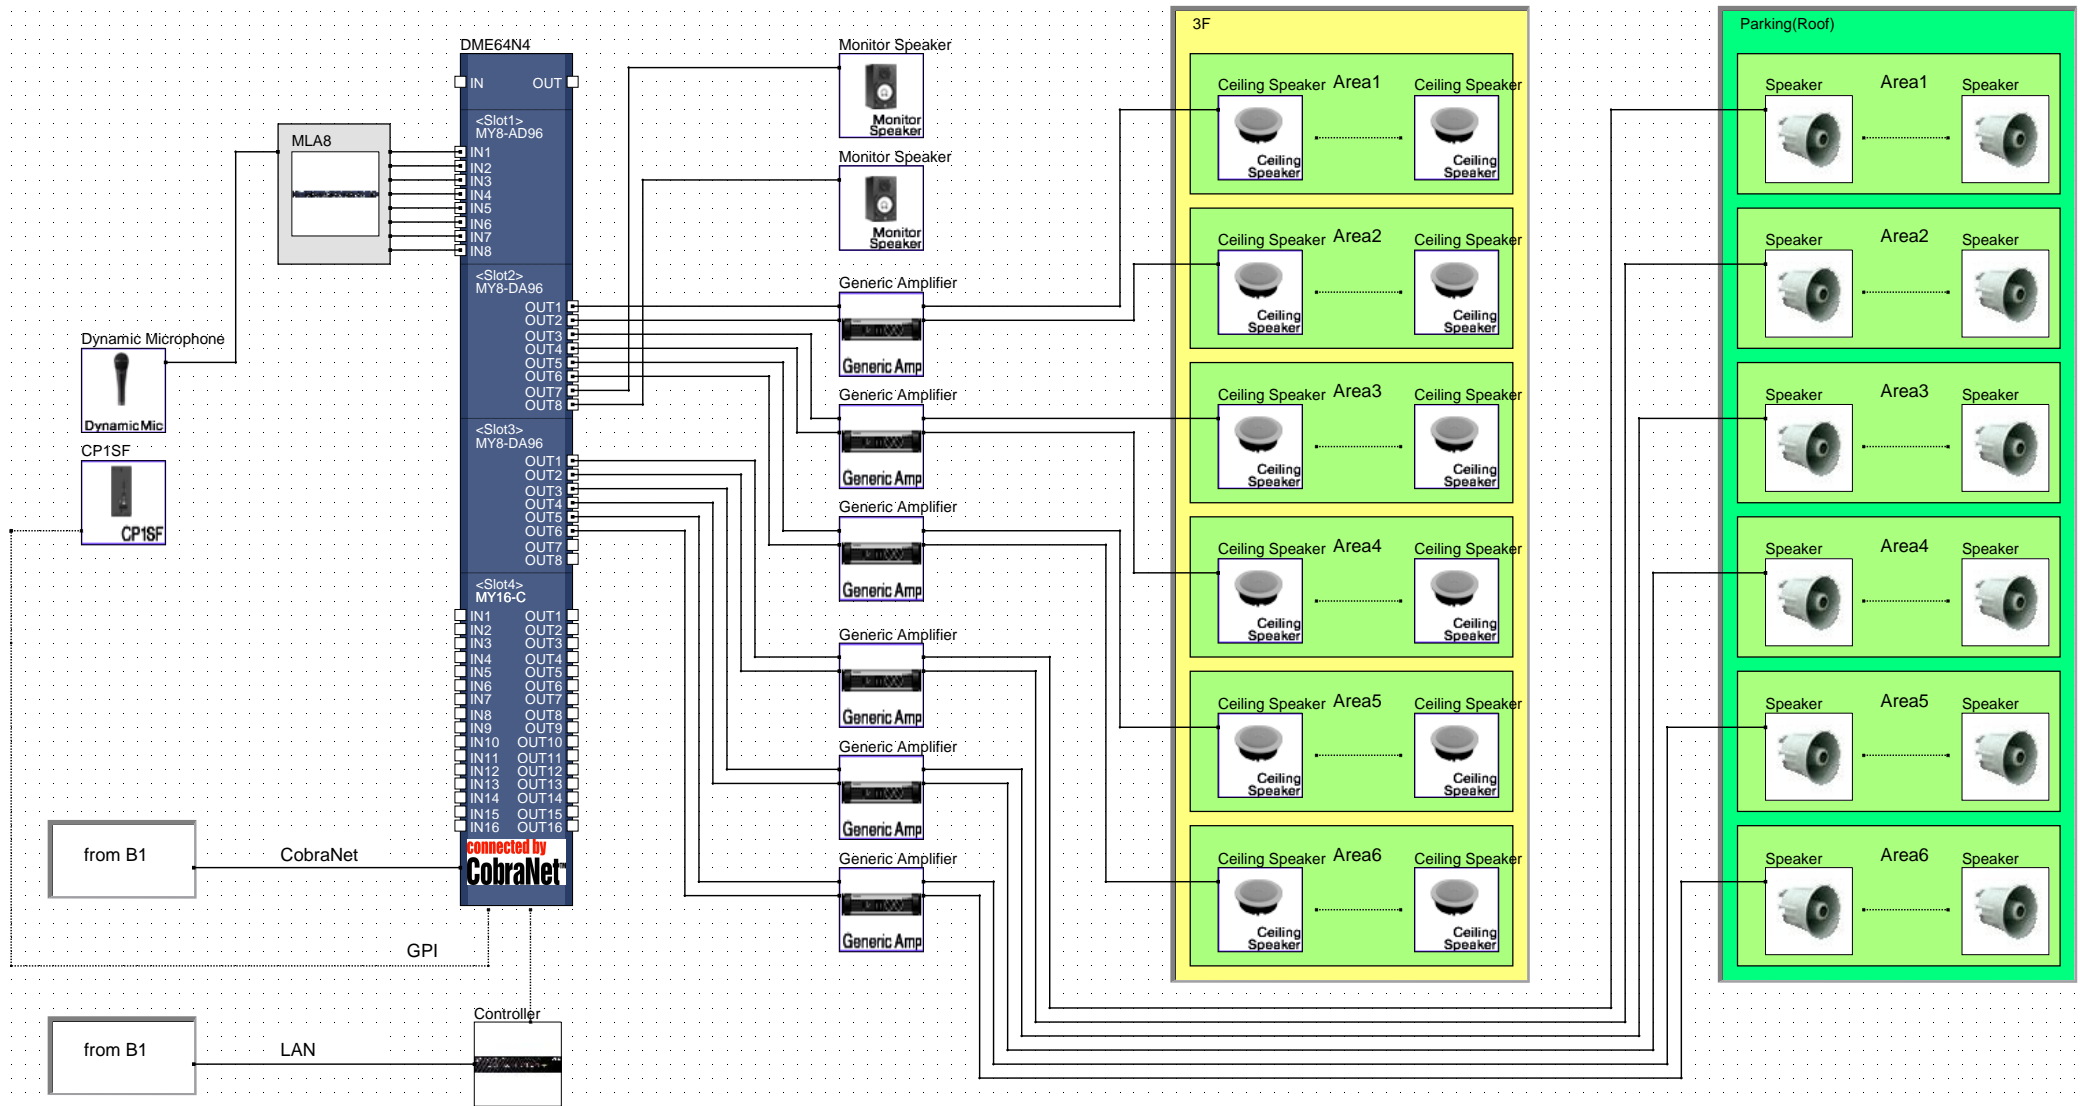 DME64N4
IN OUT
<Slot1>
MY8-AD96
IN1
IN2
IN3
IN4
IN5
IN6
IN7
IN8
<Slot2>
MY8-DA96
OUT1
OUT2
OUT3
OUT4
OUT5
OUT6
OUT7
OUT8
<Slot3>
MY8-DA96
OUT1
OUT2
OUT3
OUT4
OUT5
OUT6
OUT7
OUT8
<Slot4>
MY16-C
IN1 OUT1
IN2 OUT2
IN3 OUT3
IN4 OUT4
IN5 OUT5
IN6 OUT6
IN7 OUT7
IN8 OUT8
IN9 OUT9
IN10 OUT10
IN11 OUT11
IN12 OUT12
IN13 OUT13
IN14 OUT14
IN15 OUT15
IN16 OUT16
connected by
CobraNet™
MLA8
Dynamic Microphone
DynamicMic
CP1SF
CP1SF
from B1
CobraNet
GPI
from B1
LAN
Controller
Monitor Speaker
Monitor
Speaker
Monitor Speaker
Monitor
Speaker
Generic Amplifier
Generic Amp
Generic Amplifier
Generic Amp
Generic Amplifier
Generic Amp
Generic Amplifier
Generic Amp
Generic Amplifier
Generic Amp
Generic Amplifier
Generic Amp
3F
Ceiling Speaker Area1 Ceiling Speaker
Ceiling Ceiling
Speaker Speaker
Ceiling Speaker Area2 Ceiling Speaker
Ceiling Ceiling
Speaker Speaker
Ceiling Speaker Area3 Ceiling Speaker
Ceiling Ceiling
Speaker Speaker
Ceiling Speaker Area4 Ceiling Speaker
Ceiling Ceiling
Speaker Speaker
Ceiling Speaker Area5 Ceiling Speaker
Ceiling Ceiling
Speaker Speaker
Ceiling Speaker Area6 Ceiling Speaker
Ceiling Ceiling
Speaker Speaker
Parking(Roof)
Speaker Area1 Speaker
Speaker Area2 Speaker
Speaker Area3 Speaker
Speaker Area4 Speaker
Speaker Area5 Speaker
Speaker Area6 Speaker